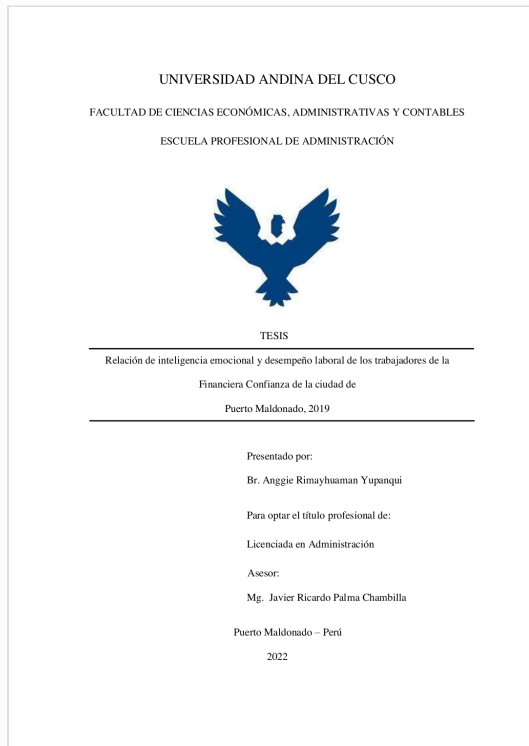 UNIVERSIDAD ANDINA DEL CUSCO
FACULTAD DE CIENCIAS ECONÓMICAS, ADMINISTRATIVAS Y CONTABLES
ESCUELA PROFESIONAL DE ADMINISTRACIÓN
TESIS
Relación de inteligencia emocional y desempeño laboral de los trabajadores de la
Financiera Confianza de la ciudad de
Puerto Maldonado, 2019
Presentado por:
Br. Anggie Rimayhuaman Yupanqui
Para optar el título profesional de:
Licenciada en Administración
Asesor:
Mg. Javier Ricardo Palma Chambilla
Puerto Maldonado – Perú
2022